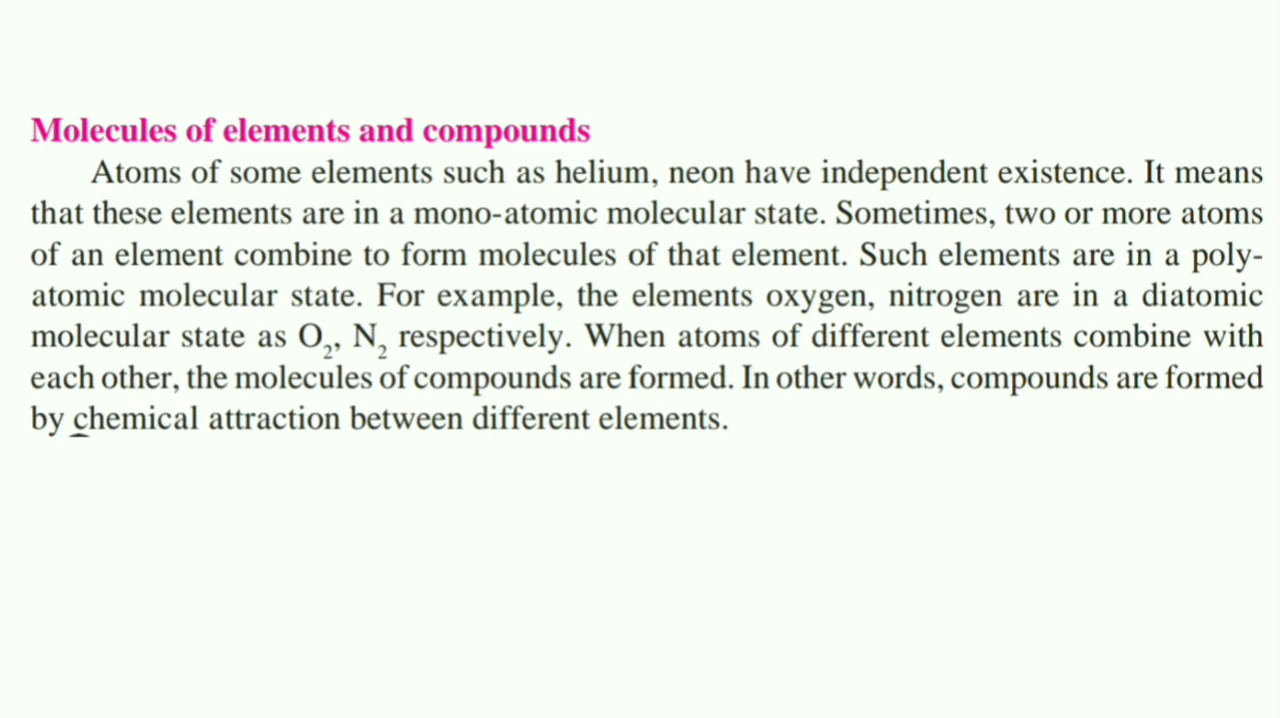 Molecules of elements and compounds
Atoms of some elements such as helium, neon have independent existence. It means
that these elements are in a mono-atomic molecular state. Sometimes, two or more atoms
of an element combine to form molecules of that element. Such elements are in a poly-
atomic molecular state. For example, the elements oxygen, nitrogen are in a diatomic
molecular state as O₂, N₂ respectively. When atoms of different elements combine with
each other, the molecules of compounds are formed. In other words, compounds are formed
by chemical attraction between different elements.